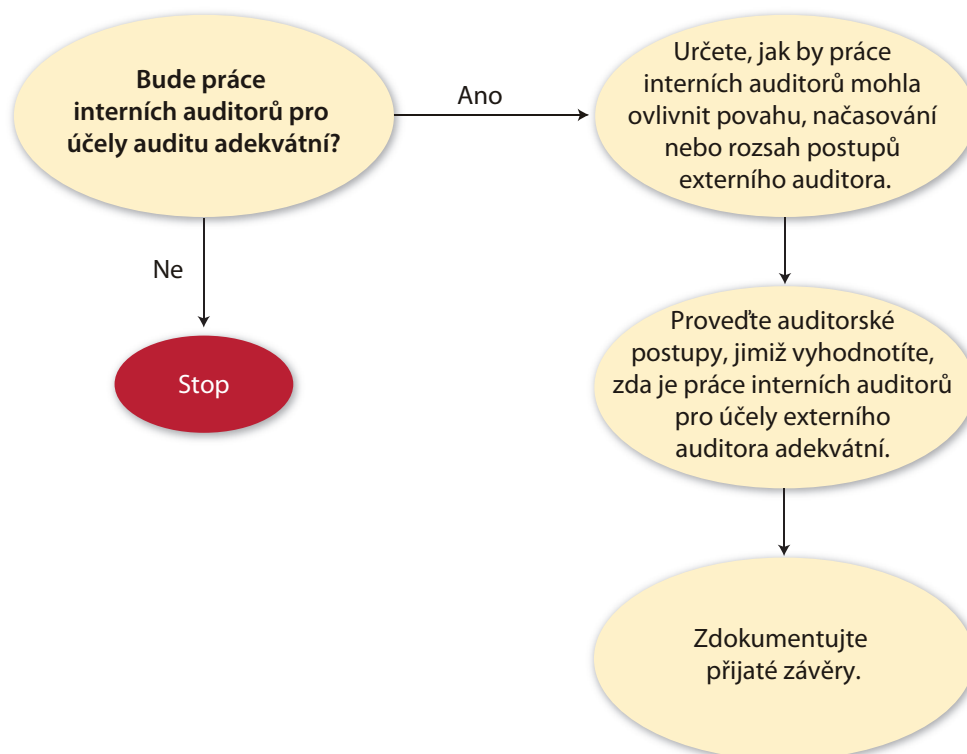 Bude práce
interních auditorů pro
účely auditu adekvátní?
Ano
Určete, jak by práce
interních auditorů mohla
ovlivnit povahu, načasování
nebo rozsah postupů
externího auditora.
Ne
Stop
Proveďte auditorské
postupy, jimiž vyhodnotíte,
zda je práce interních auditorů
pro účely externího
auditora adekvátní.
Zdokumentujte
přijaté závěry.